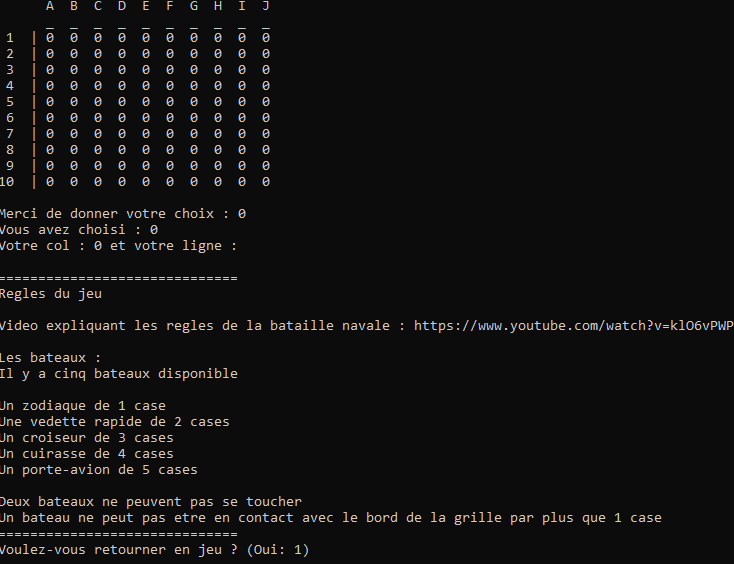 A B C D E F G H I J
_ _ _ _ _ _ _ _ _ _
1 | 0 0 0 0 0 0 0 0 0 0
2 | 0 0 0 0 0 0 0 0 0 0
3 | 0 0 0 0 0 0 0 0 0 0
4 | 0 0 0 0 0 0 0 0 0 0
5 | 0 0 0 0 0 0 0 0 0 0
6 | 0 0 0 0 0 0 0 0 0 0
7 | 0 0 0 0 0 0 0 0 0 0
8 | 0 0 0 0 0 0 0 0 0 0
9 | 0 0 0 0 0 0 0 0 0 0
10 | 0 0 0 0 0 0 0 0 0 0
Merci de donner votre choix : 0
Vous avez choisi : 0
Votre col : 0 et votre ligne :
==============================
Regles du jeu
Video expliquant les regles de la bataille navale : https://www.youtube.com/watch?v=klO6vPWP
Les bateaux :
Il y a cinq bateaux disponible
Un zodiaque de 1 case
Une vedette rapide de 2 cases
Un croiseur de 3 cases
Un cuirasse de 4 cases
Un porte-avion de 5 cases
Deux bateaux ne peuvent pas se toucher
Un bateau ne peut pas etre en contact avec le bord de la grille par plus que 1 case
==============================
Voulez-vous retourner en jeu ? (Oui: 1)